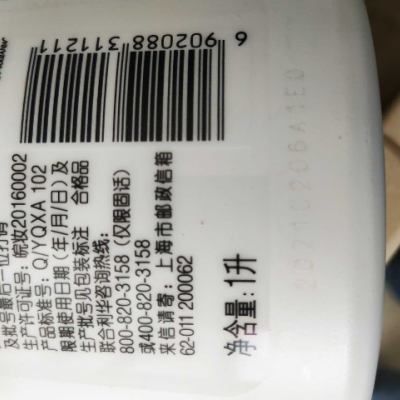 及批号最后一位打调
生产许可证号：皖妆20160002
产品标准号：Q/YQXA 102
限期使用日期（年/月/日）及
生产批号见包装标注 合格品
联合利华咨询热线：
800-820-3158（仅限固话）
或400-820-3158
来信请寄：上海市邮政信箱
62-011 200062
净含量：1升
6 902088 311211